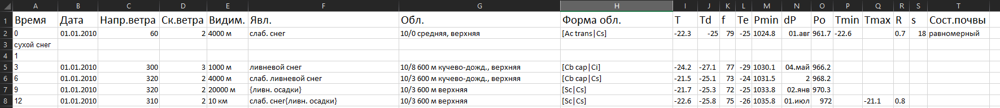 A B C D E F G H I J K L M N O P Q R S T
1 Время Дата Напр.ветра Ск.ветра Видим. Явл. Обл. Форма обл. T Td f Te Pmin dP Po Tmin Tmax R s Сост.почвы
2 0 01.01.2010 60 2 4000 м слаб. снег 10/0 средняя, верхняя [Ac trans|Cs] -22.3 -25 79 -25 1024.8 01.авг 961.7 -22.6 0.7 18 равномерный
3 сухой снег
4 1
5 3 01.01.2010 300 3 1000 м ливневой снег 10/8 600 м кучево-дожд., верхняя [Cb cap|Ci] -24.2 -27.1 77 -29 1030.1 04.май 966.2
6 6 01.01.2010 320 2 4000 м слаб. ливневой снег 10/3 600 м кучево-дожд., верхняя [Cb cap|Cs] -21.5 -25.1 73 -24 1031.5 2 968.2
7 9 01.01.2010 320 2 20000 м {ливн. осадки} 10/3 600 м верхняя [Sc|Cs] -21.7 -25.3 72 -25 1033.8 02.янв 970.3
8 12 01.01.2010 310 2 10 км слаб. снег{ливн. осадки} 10/3 600 м верхняя [Sc|Cs] -22.6 -25.8 75 -26 1035.8 01.июл 972 -21.1 0.8